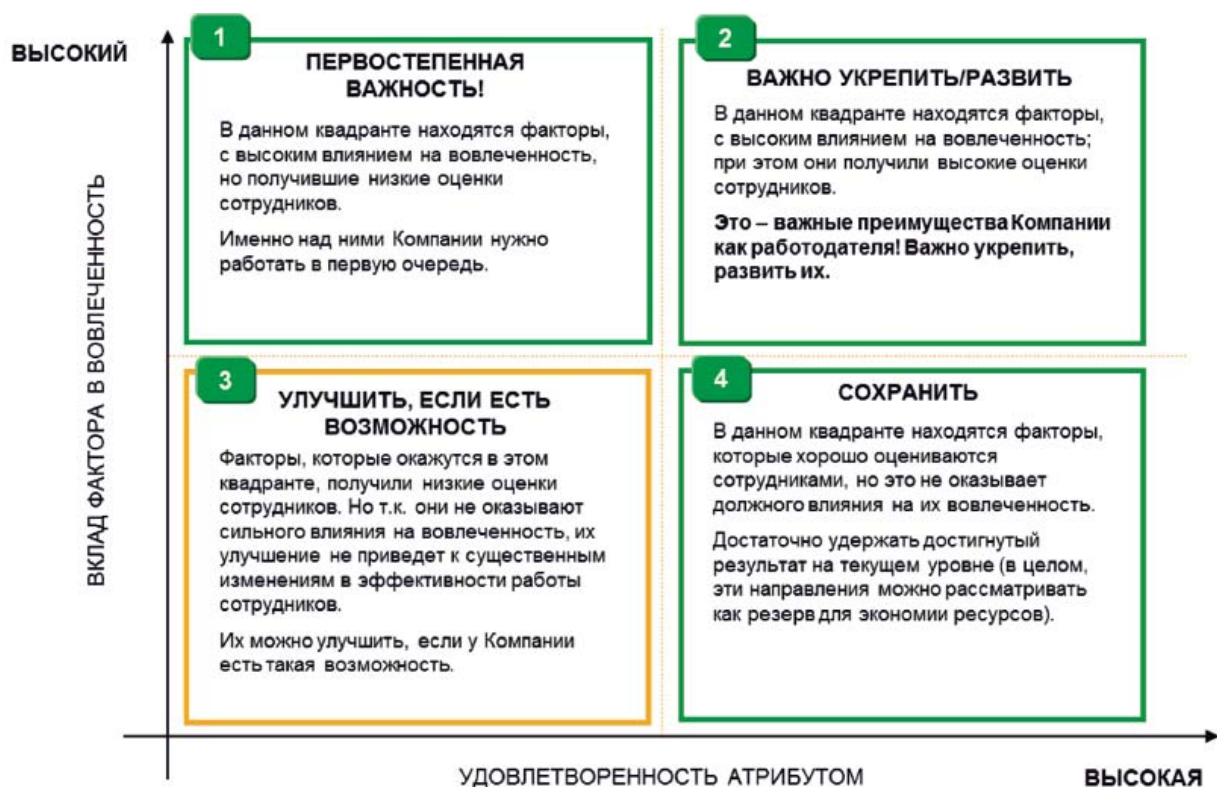 ВЫСОКИЙ
ВКЛАД ФАКТОРА В ВОВЛЕЧЕННОСТЬ
1
ПЕРВОСТЕПЕННАЯ
ВАЖНОСТЬ!
В данном квадранте находятся факторы,
с высоким влиянием на вовлеченность,
но получившие низкие оценки
сотрудников.
Именно над ними Компании нужно
работать в первую очередь.
2
ВАЖНО УКРЕПИТЬ/РАЗВИТЬ
В данном квадранте находятся факторы,
с высоким влиянием на вовлеченность;
при этом они получили высокие оценки
сотрудников.
Это – важные преимущества Компании
как работодателя! Важно укрепить,
развить их.
3
УЛУЧШИТЬ, ЕСЛИ ЕСТЬ
ВОЗМОЖНОСТЬ
Факторы, которые окажутся в этом
квадранте, получили низкие оценки
сотрудников. Но т.к. они не оказывают
сильного влияния на вовлеченность, их
улучшение не приведет к существенным
изменениям в эффективности работы
сотрудников.
Их можно улучшить, если у Компании
есть такая возможность.
4
СОХРАНИТЬ
В данном квадранте находятся факторы,
которые хорошо оцениваются
сотрудниками, но это не оказывает
должного влияния на их вовлеченность.
Достаточно удержать достигнутый
результат на текущем уровне (в целом,
эти направления можно рассматривать
как резерв для экономии ресурсов).
УДОВЛЕТВОРЕННОСТЬ АТРИБУТОМ
ВЫСОКАЯ